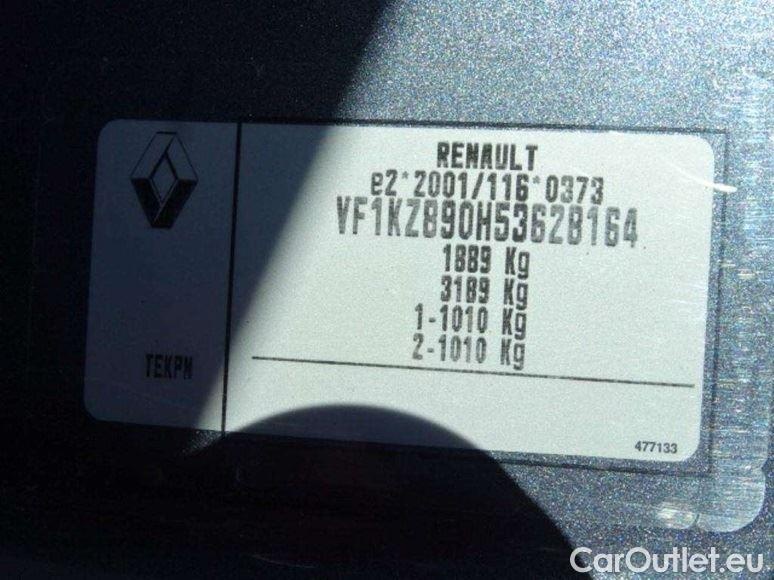 RENAULT
e2*2001/116*0373
VF1KZ890H53628164
1889 Kg
3189 Kg
1-1010 Kg
2-1010 Kg
TEKPM
477133
CarOutlet.eu